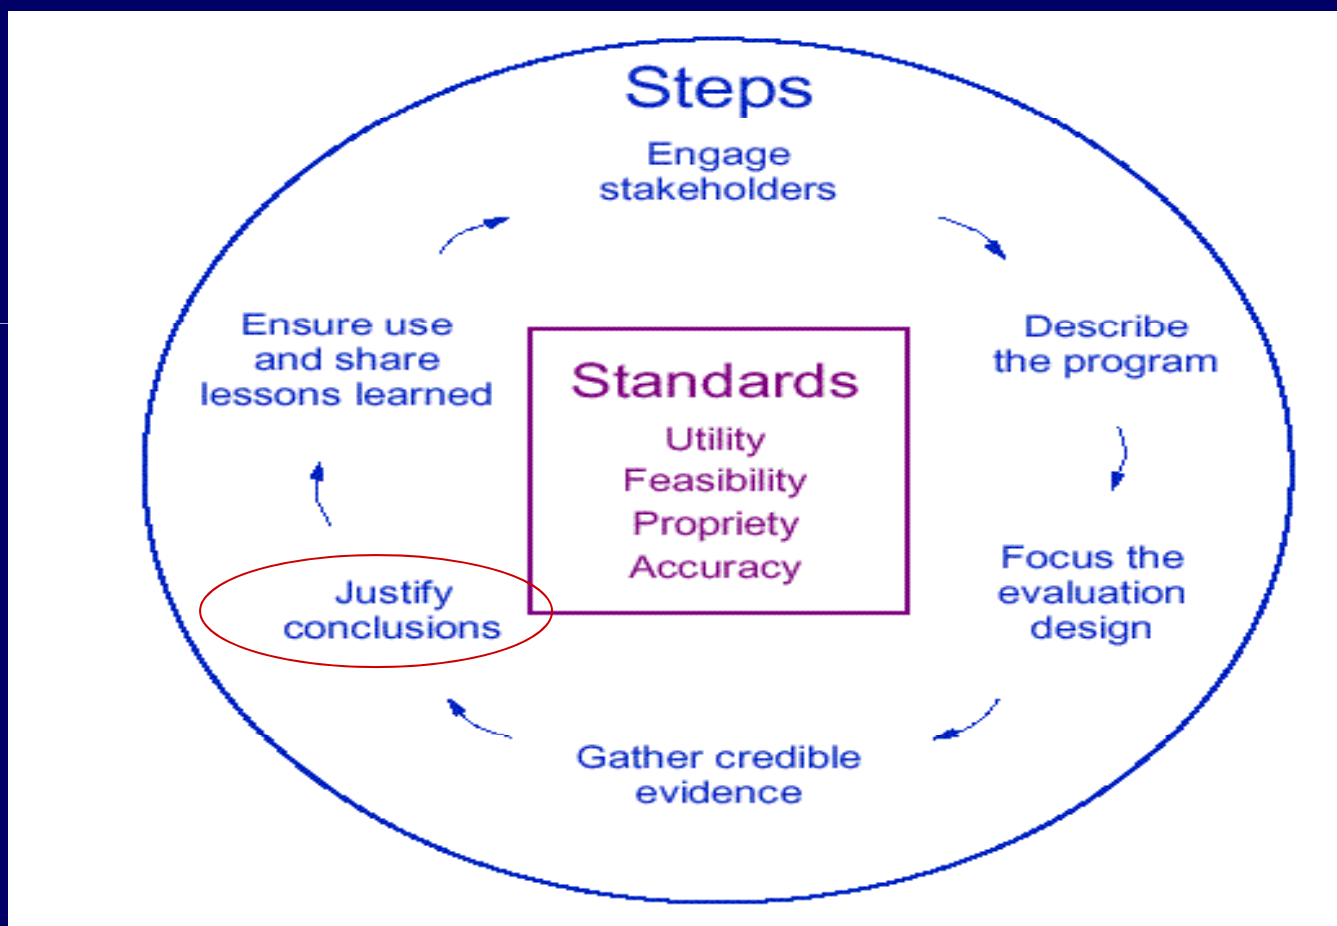 Steps
Engage
stakeholders
Describe
the program
Focus the
evaluation
design
Gather credible
evidence
Justify
conclusions
Ensure use
and share
lessons learned
Standards
Utility
Feasibility
Propriety
Accuracy